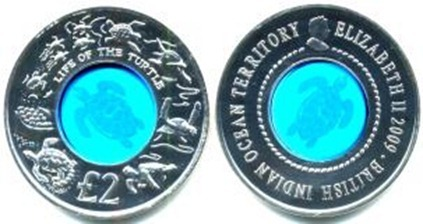 LIFE OF THE TURTLE
£2
ELIZABETH II 2009 · BRITISH INDIAN OCEAN TERRITORY